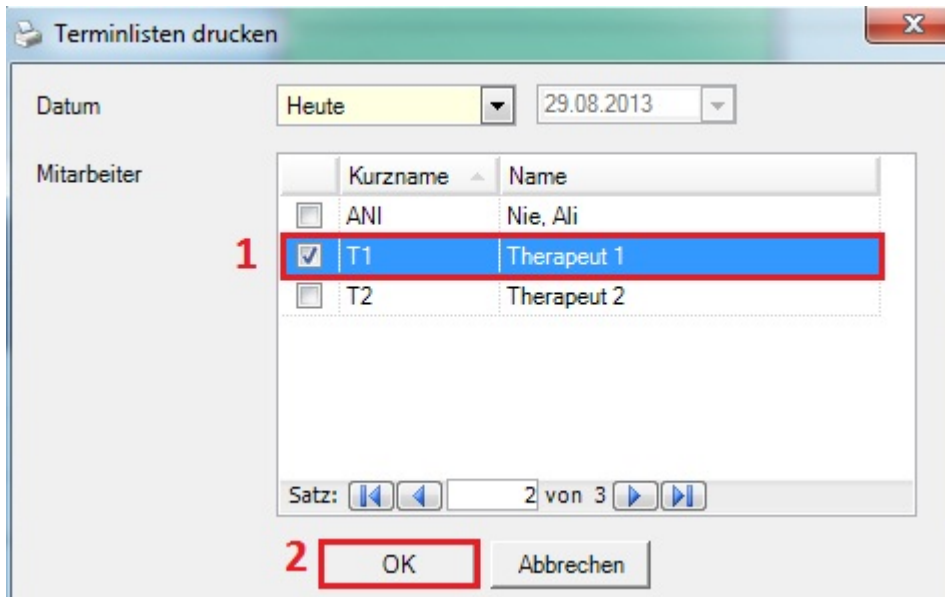 Terminlisten drucken
Datum Heute 29.08.2013
Mitarbeiter Kurzname Name
ANI Nie, Ali
1 T1 Therapeut 1
T2 Therapeut 2
Satz: 2 von 3
2 OK Abbrechen